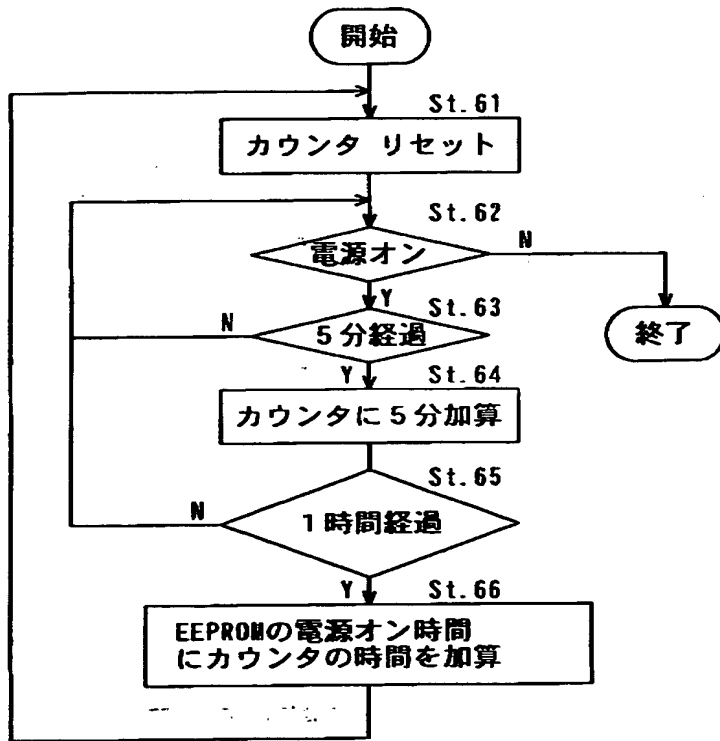 開始
St.61
カウンタ リセット
St.62
電源オン
N
Y
St.63
N
5分経過
終了
Y
St.64
カウンタに5分加算
St.65
N
1時間経過
Y
St.66
EEPROMの電源オン時間
にカウンタの時間を加算